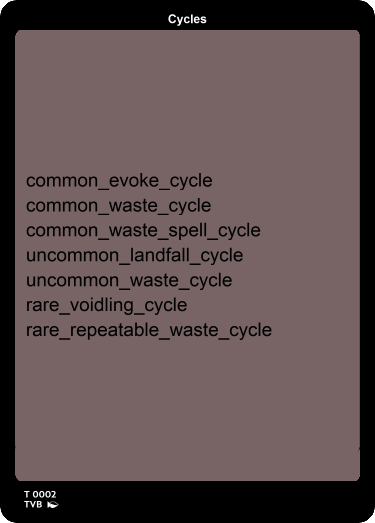 Cycles
common_evoke_cycle
common_waste_cycle
common_waste_spell_cycle
uncommon_landfall_cycle
uncommon_waste_cycle
rare_voidling_cycle
rare_repeatable_waste_cycle
T 0002
TVB